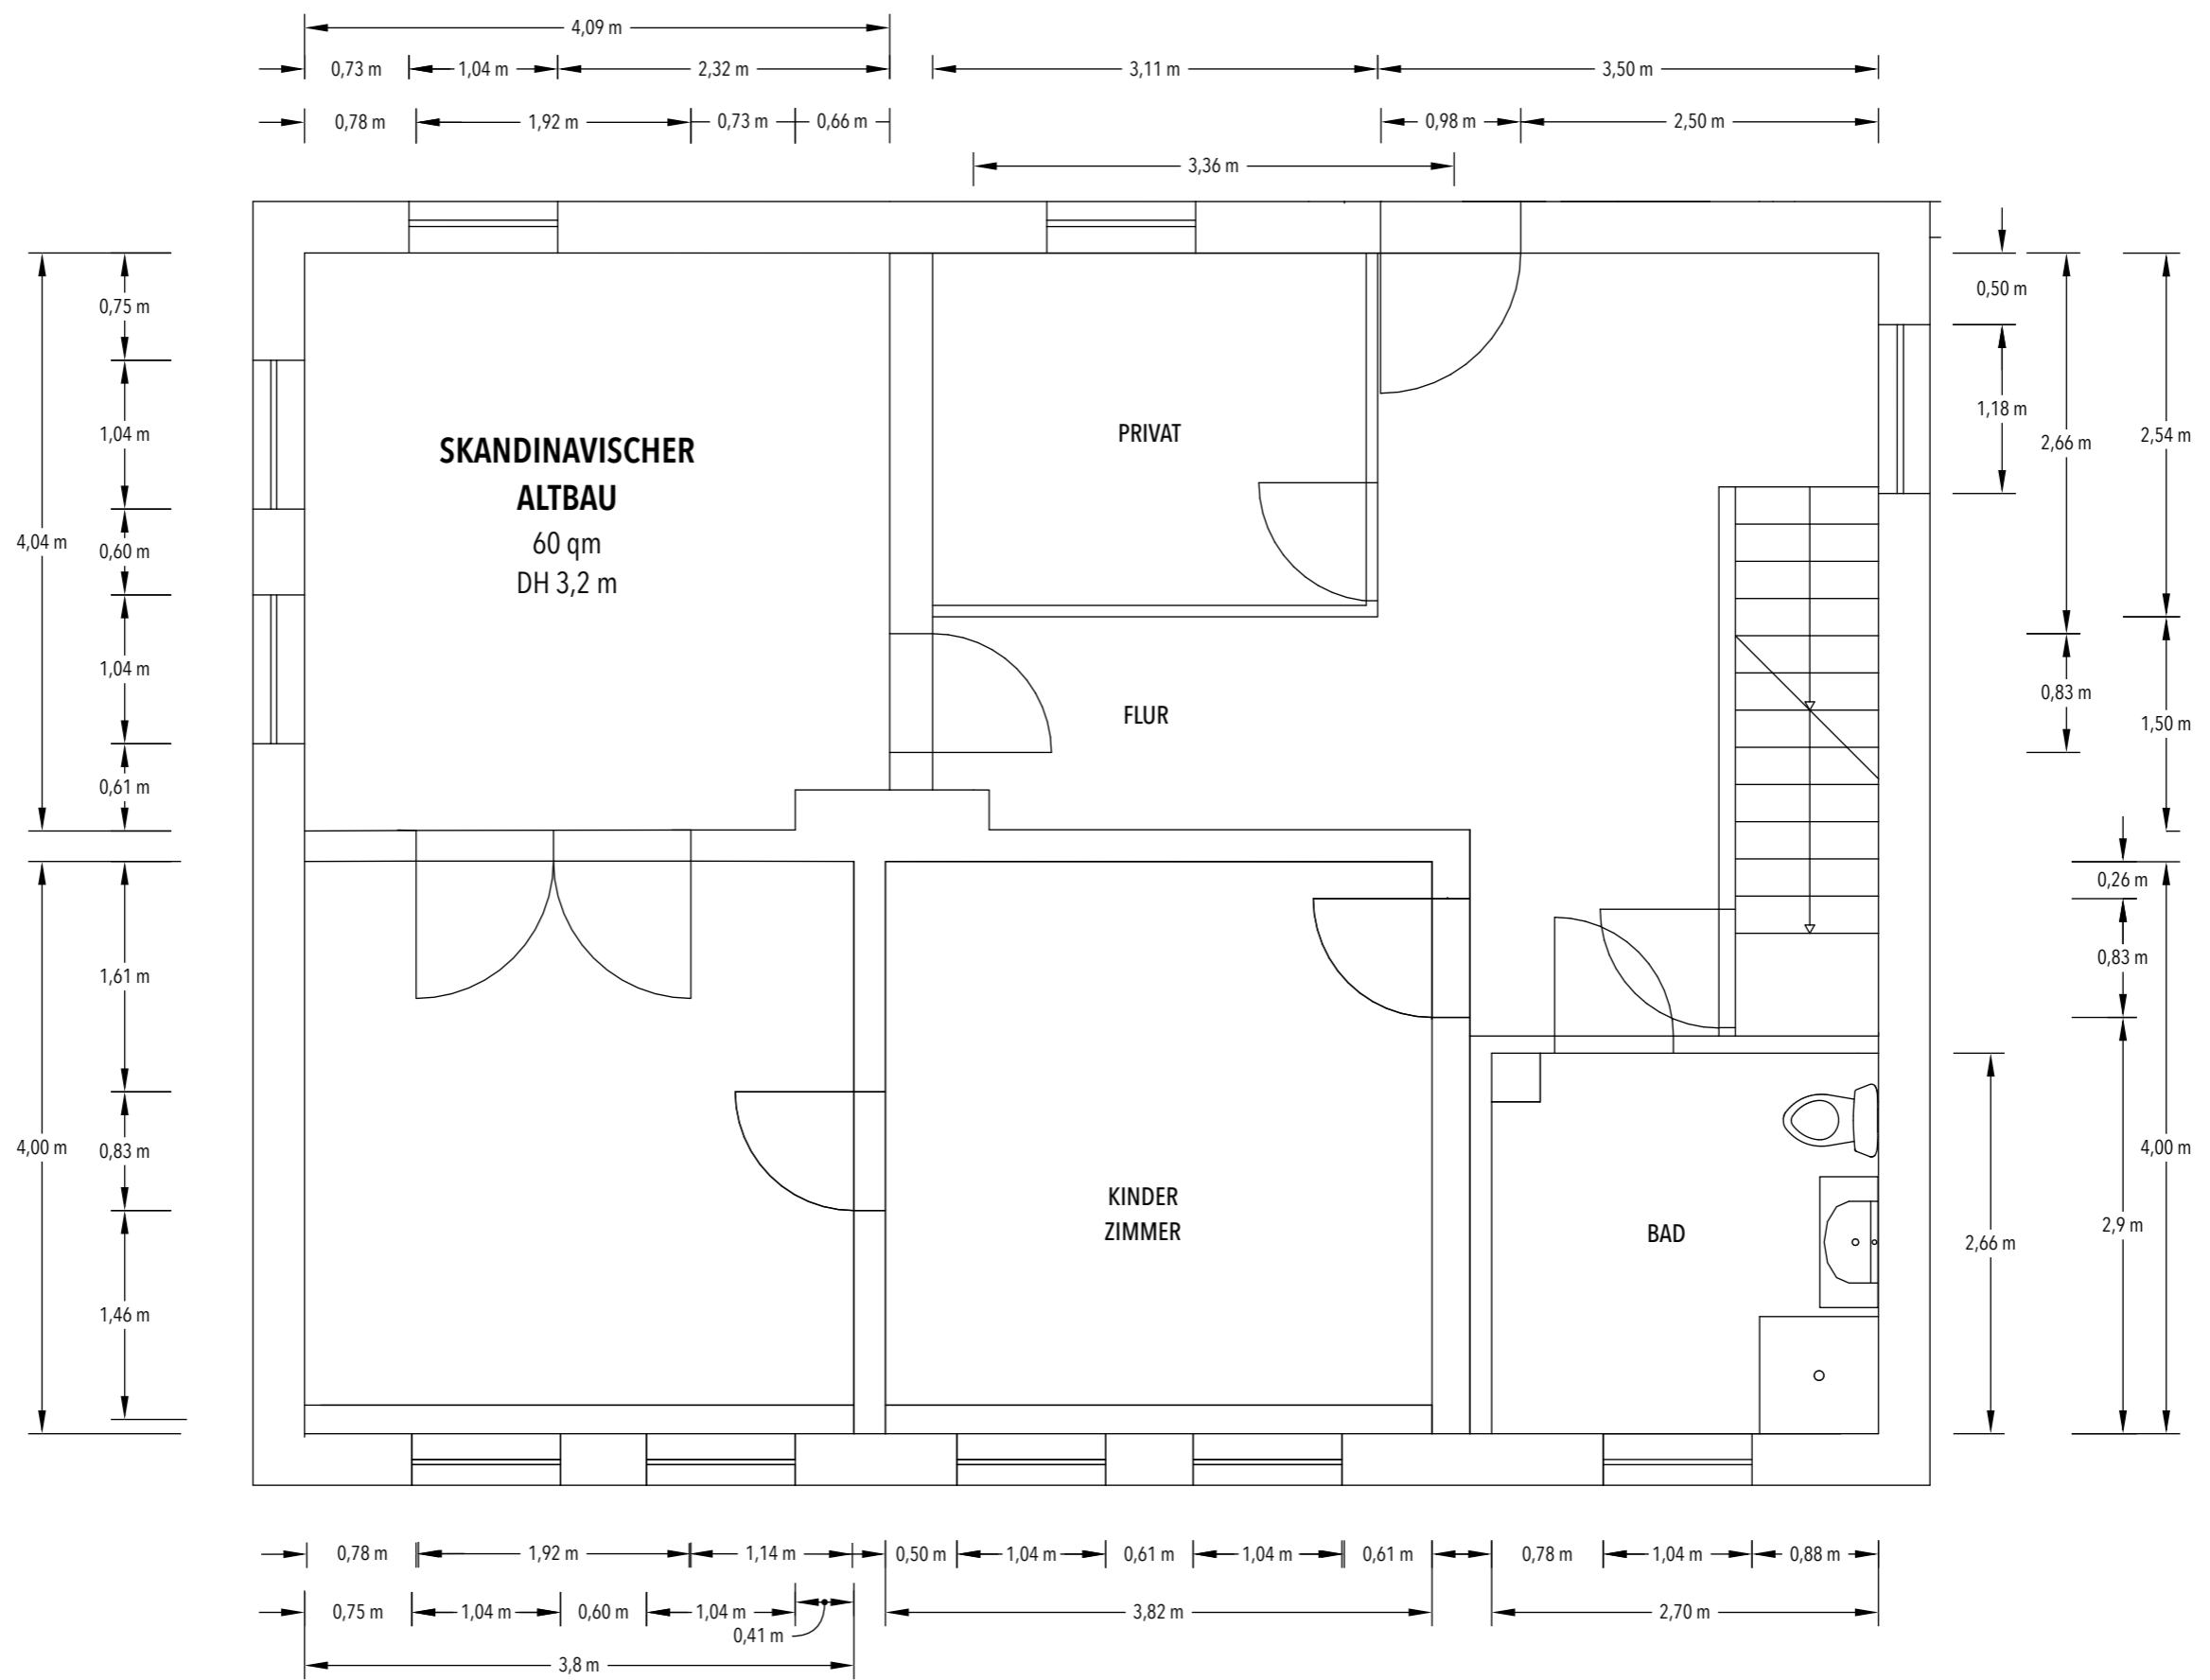 4,09 m
0,73 m 1,04 m 2,32 m 3,11 m 3,50 m
0,78 m 1,92 m 0,73 m 0,66 m 0,98 m 2,50 m
3,36 m
0,75 m
1,04 m
4,04 m
0,60 m
1,04 m
0,61 m
SKANDINAVISCHER
ALTBAU
60 qm
DH 3,2 m
PRIVAT
FLUR
0,50 m
1,18 m
2,66 m
2,54 m
0,83 m
1,50 m
1,61 m
4,00 m
0,83 m
1,46 m
KINDER
ZIMMER
BAD
0,26 m
0,83 m
4,00 m
2,9 m
2,66 m
0,78 m 1,92 m 1,14 m 0,50 m 1,04 m 0,61 m 1,04 m 0,61 m 0,78 m 1,04 m 0,88 m
0,75 m 1,04 m 0,60 m 1,04 m 3,82 m 2,70 m
0,41 m
3,8 m